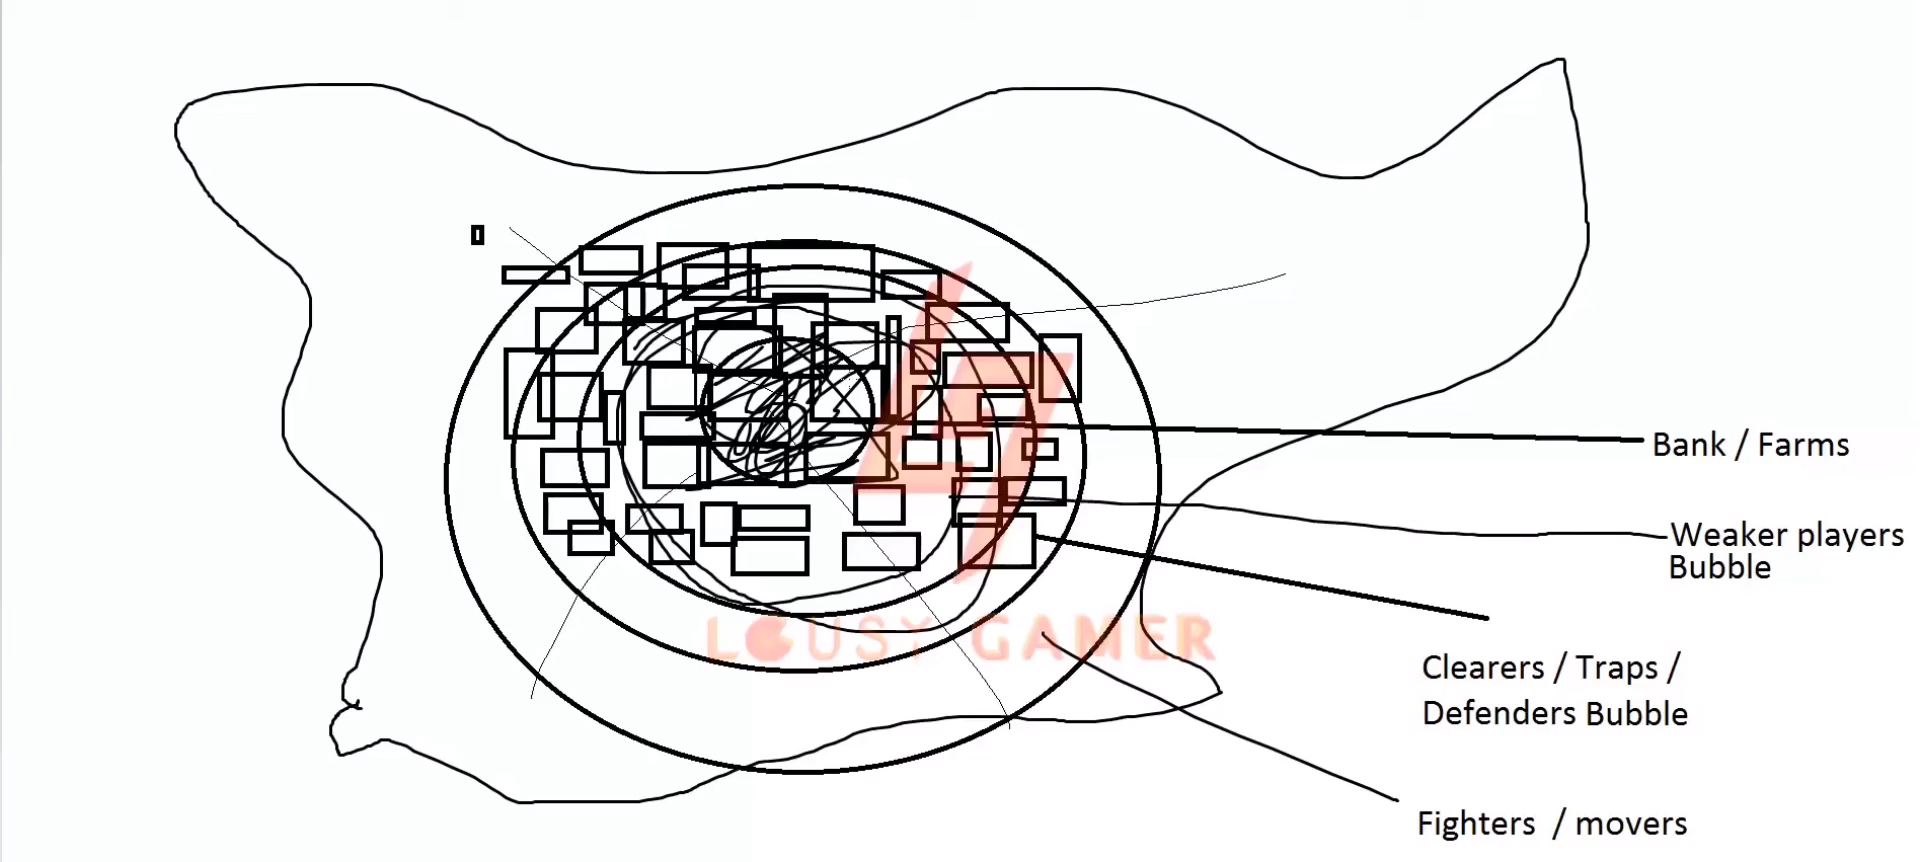 Bank / Farms
Weaker players
Bubble
Clearers / Traps /
Defenders Bubble
LOUSY GAMER
Fighters / movers